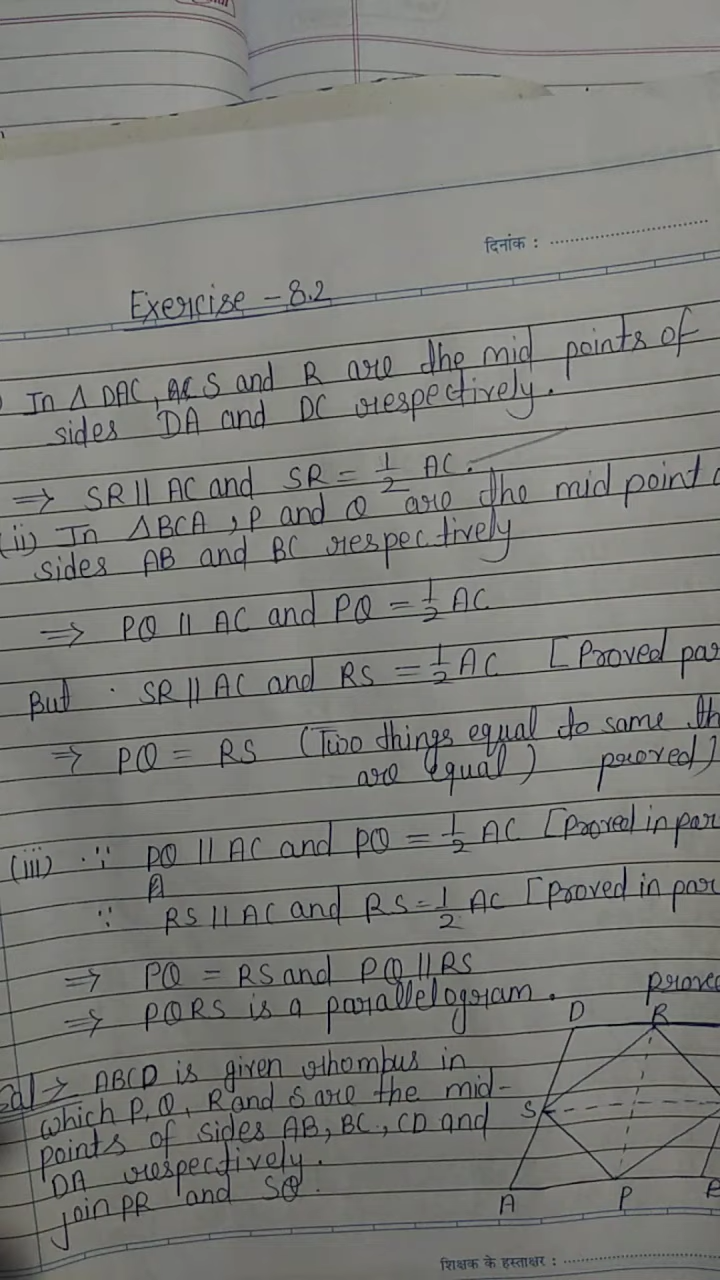 दिनांक :
Exercise - 8.2
In Δ DAC, S and R are the mid points of
sides DA and DC respectively.
⇒ SR || AC and SR = 1/2 AC.
(ii) In ΔBCA, P and Q are the mid point
sides AB and BC respectively
⇒ PQ || AC and PQ = 1/2 AC
But SR || AC and RS = 1/2 AC [Proved
⇒ PQ = RS (Two things equal to same
are equal) proved]
(iii) ∵ PQ || AC and PQ = 1/2 AC [Proved in
A
∵ RS || AC and RS = 1/2 AC [Proved in
⇒ PQ = RS and PQ || RS
⇒ PQRS is a parallelogram.
D R
ABCD is given rhombus in
which P, Q, R and S are the mid-
points of sides AB, BC, CD and
S
DA respectively.
join PR and SQ.
A P
शिक्षक के हस्ताक्षर :